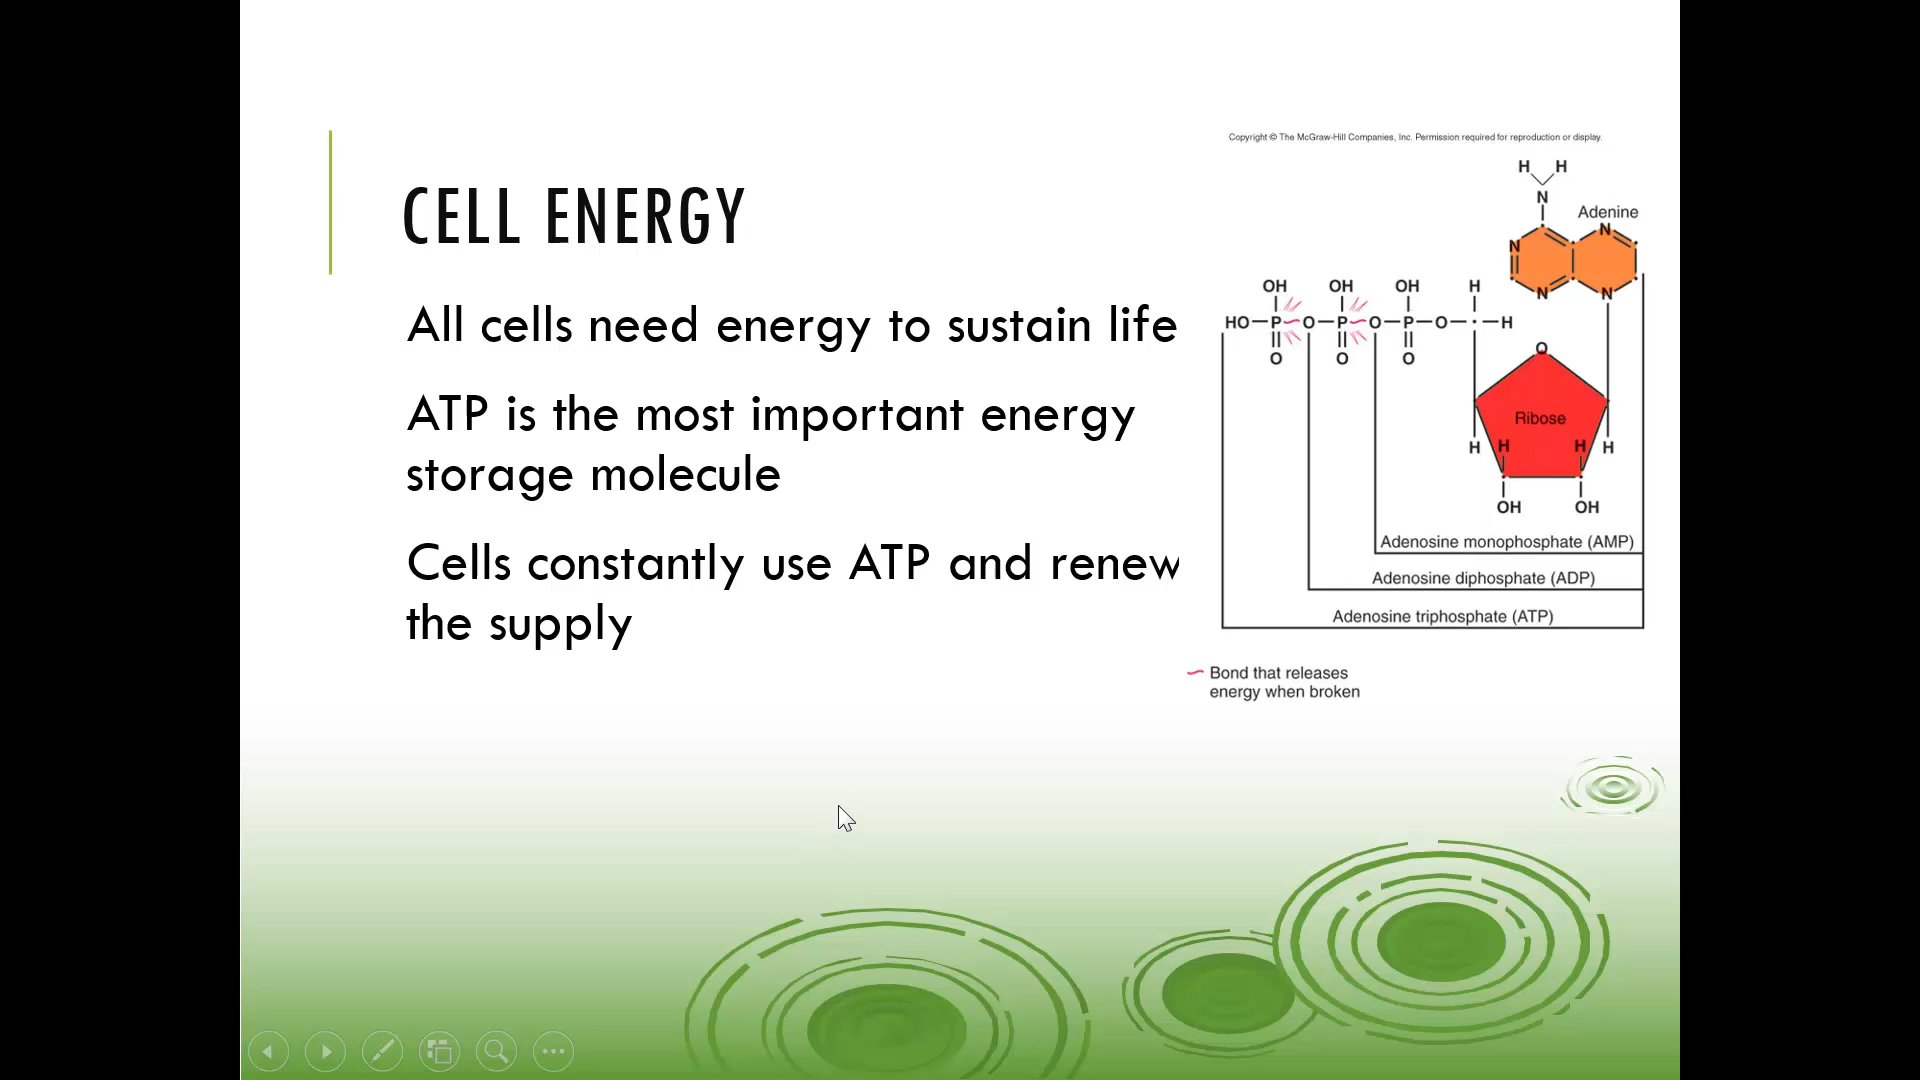 Copyright © The McGraw-Hill Companies, Inc. Permission required for reproduction or display.
CELL ENERGY
All cells need energy to sustain life
ATP is the most important energy
storage molecule
Cells constantly use ATP and renew
the supply
H H
N
Adenine
N
N
N
N
OH OH OH H
HO P O P O P O H
O O O
O
Ribose
H H H H
OH OH
Adenosine monophosphate (AMP)
Adenosine diphosphate (ADP)
Adenosine triphosphate (ATP)
Bond that releases
energy when broken